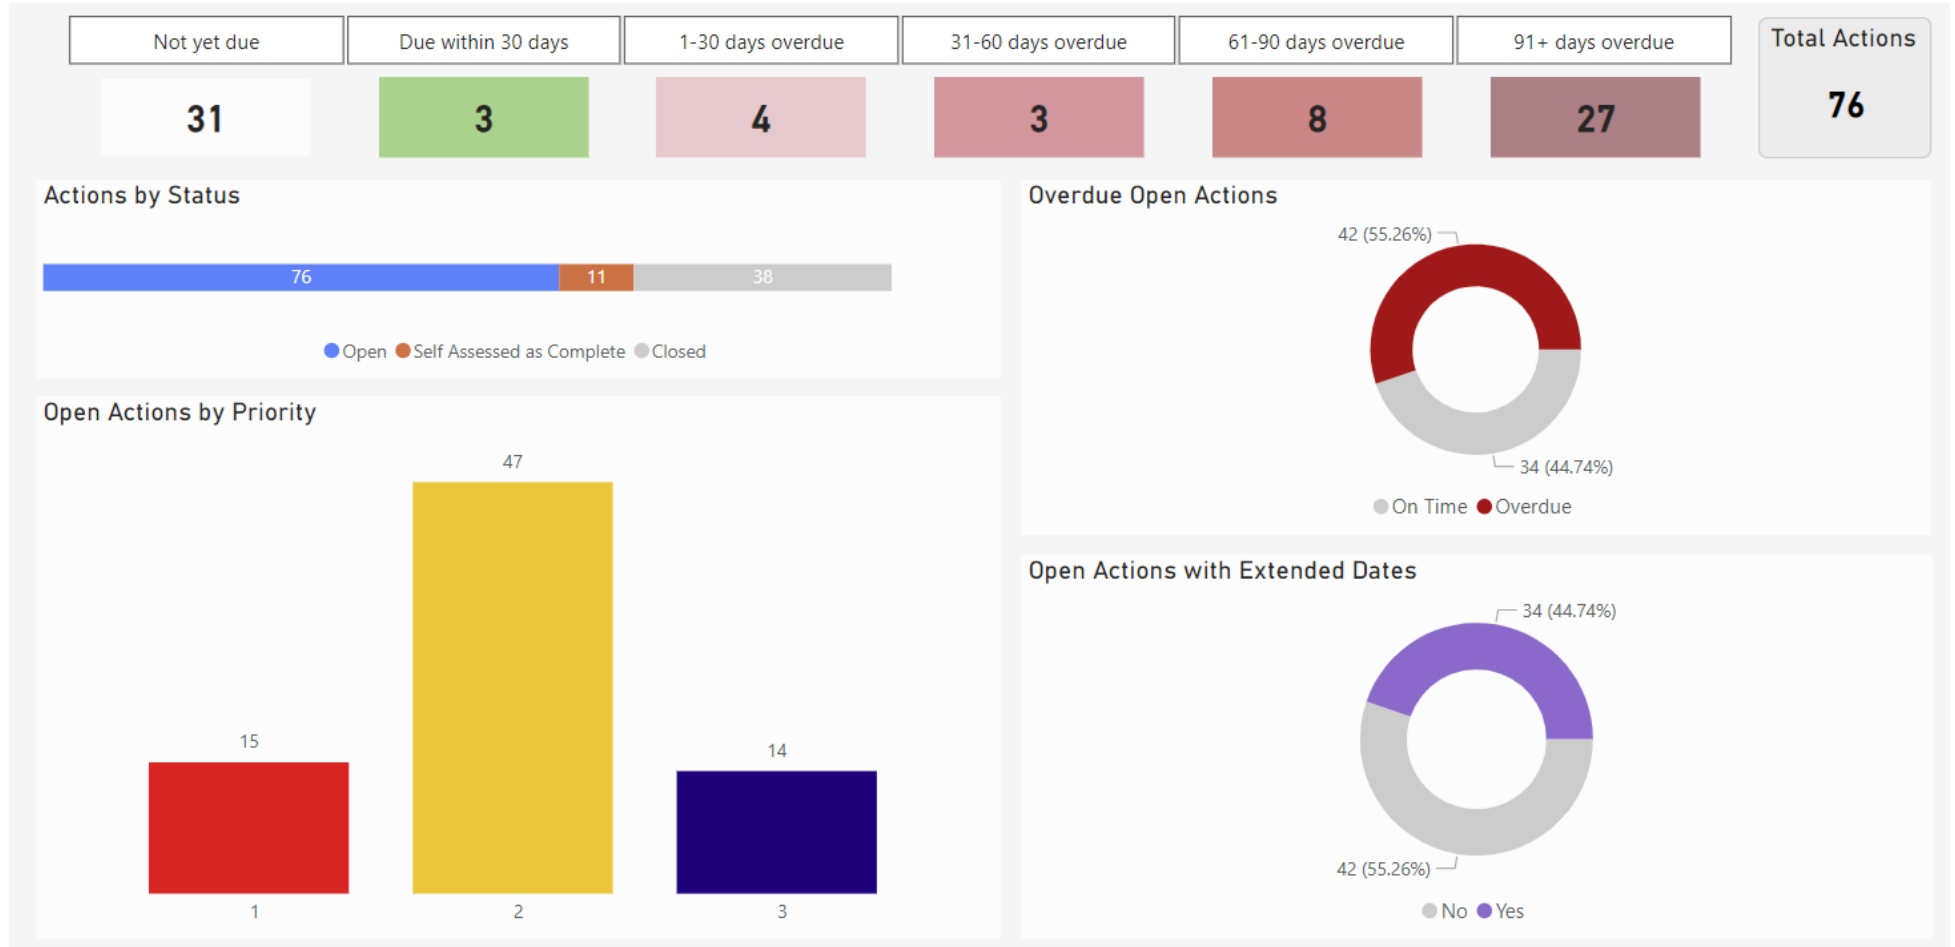 Not yet due
Due within 30 days
1-30 days overdue
31-60 days overdue
61-90 days overdue
91+ days overdue
Total Actions
31
3
4
3
8
27
76
Actions by Status
76
11
38
Open
Self Assessed as Complete
Closed
Overdue Open Actions
42 (55.26%)
34 (44.74%)
On Time
Overdue
Open Actions by Priority
47
15
14
1
2
3
Open Actions with Extended Dates
34 (44.74%)
42 (55.26%)
No
Yes